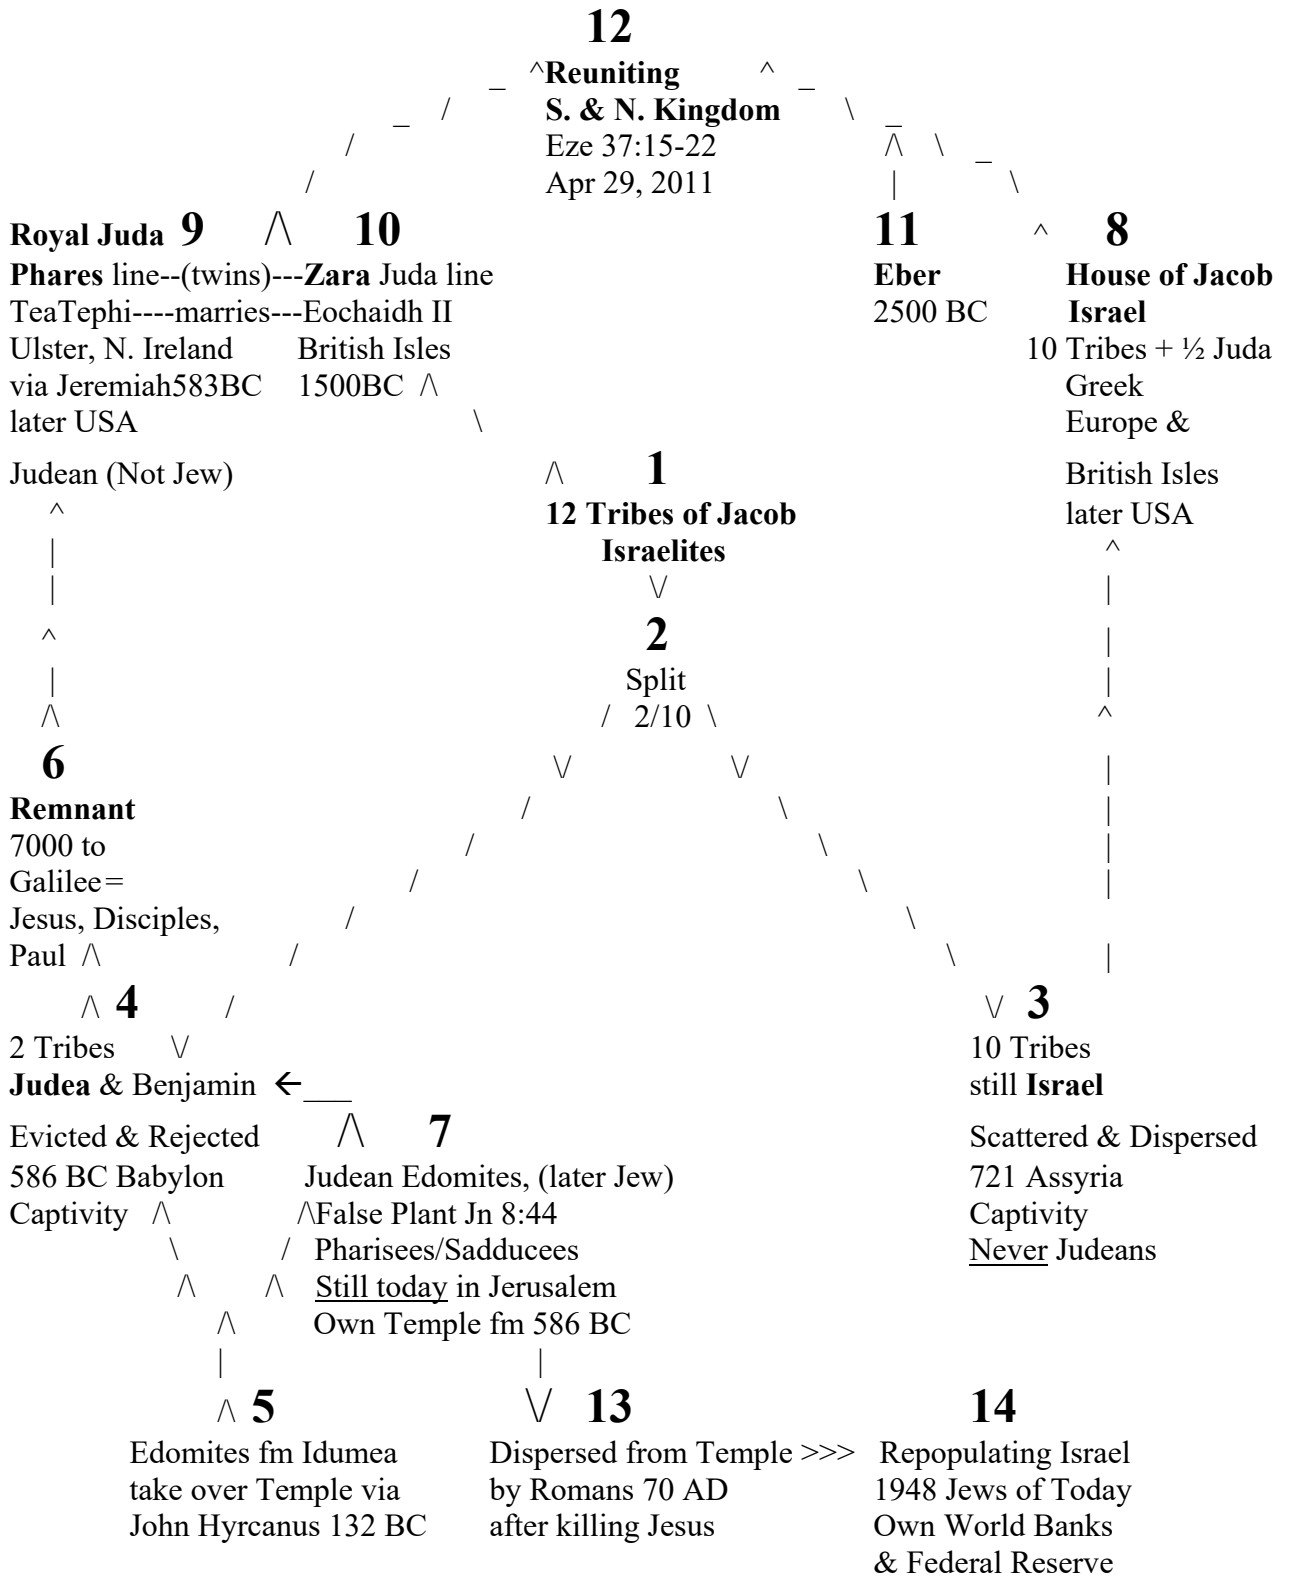 12
^Reuniting ^
S. & N. Kingdom
Eze 37:15-22
Apr 29, 2011
Royal Juda 9 /\ 10
11
^ 8
Phares line--(twins)---Zara Juda line
Eber
House of Jacob
TeaTephi----marries---Eochaidh II
2500 BC
Israel
Ulster, N. Ireland British Isles
10 Tribes + ½ Juda
via Jeremiah583BC 1500BC /\
Greek
later USA
Europe &
Judean (Not Jew)
British Isles
later USA
/\ 1
12 Tribes of Jacob
Israelites
\/
2
Split
/ 2/10 \
6
Remnant
7000 to
Galilee=
Jesus, Disciples,
Paul /\
/\ 4
2 Tribes \/
Judea & Benjamin ←___
Evicted & Rejected
586 BC Babylon
Captivity /\
\/ 3
10 Tribes
still Israel
Scattered & Dispersed
721 Assyria
Captivity
Never Judeans
/\ 7
Judean Edomites, (later Jew)
/\False Plant Jn 8:44
/ Pharisees/Sadducees
/\ Still today in Jerusalem
Own Temple fm 586 BC
/\ 5
Edomites fm Idumea
take over Temple via
John Hyrcanus 132 BC
\/ 13
Dispersed from Temple >>>
by Romans 70 AD
after killing Jesus
14
Repopulating Israel
1948 Jews of Today
Own World Banks
& Federal Reserve